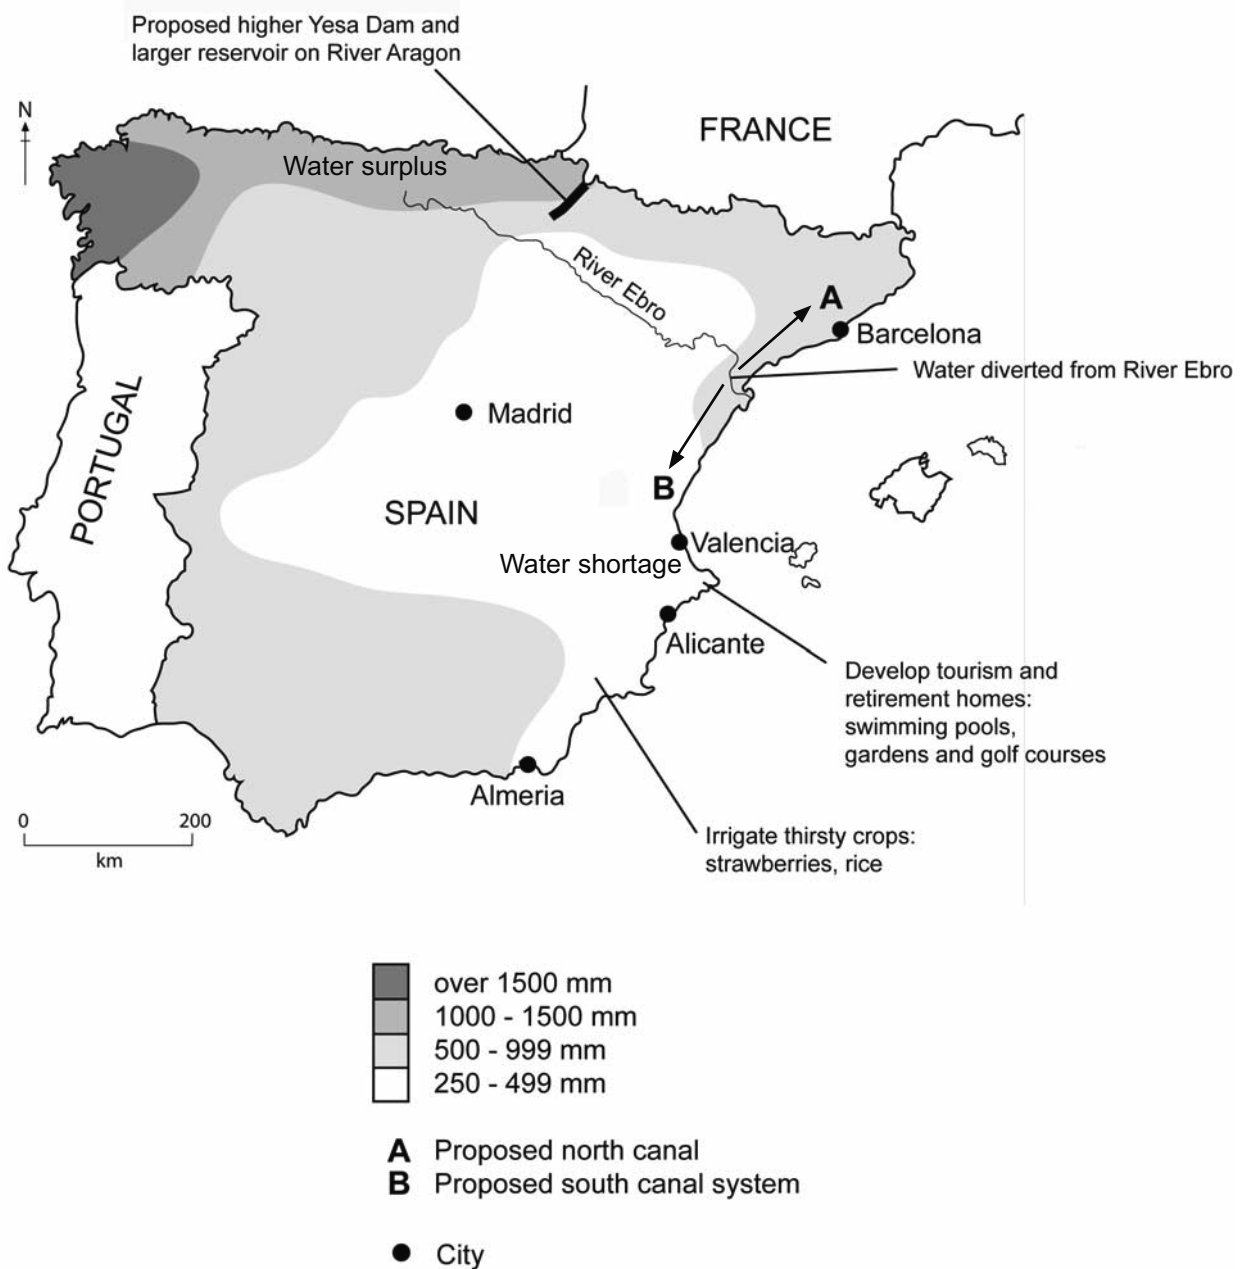 Proposed higher Yesa Dam and
larger reservoir on River Aragon
N
FRANCE
Water surplus
River Ebro
A
Barcelona
Water diverted from River Ebro
Madrid
PORTUGAL
B
SPAIN
Valencia
Water shortage
Alicante
Develop tourism and
retirement homes:
swimming pools,
gardens and golf courses
Almeria
0 200
km
Irrigate thirsty crops:
strawberries, rice
over 1500 mm
1000 - 1500 mm
500 - 999 mm
250 - 499 mm
A Proposed north canal
B Proposed south canal system
City